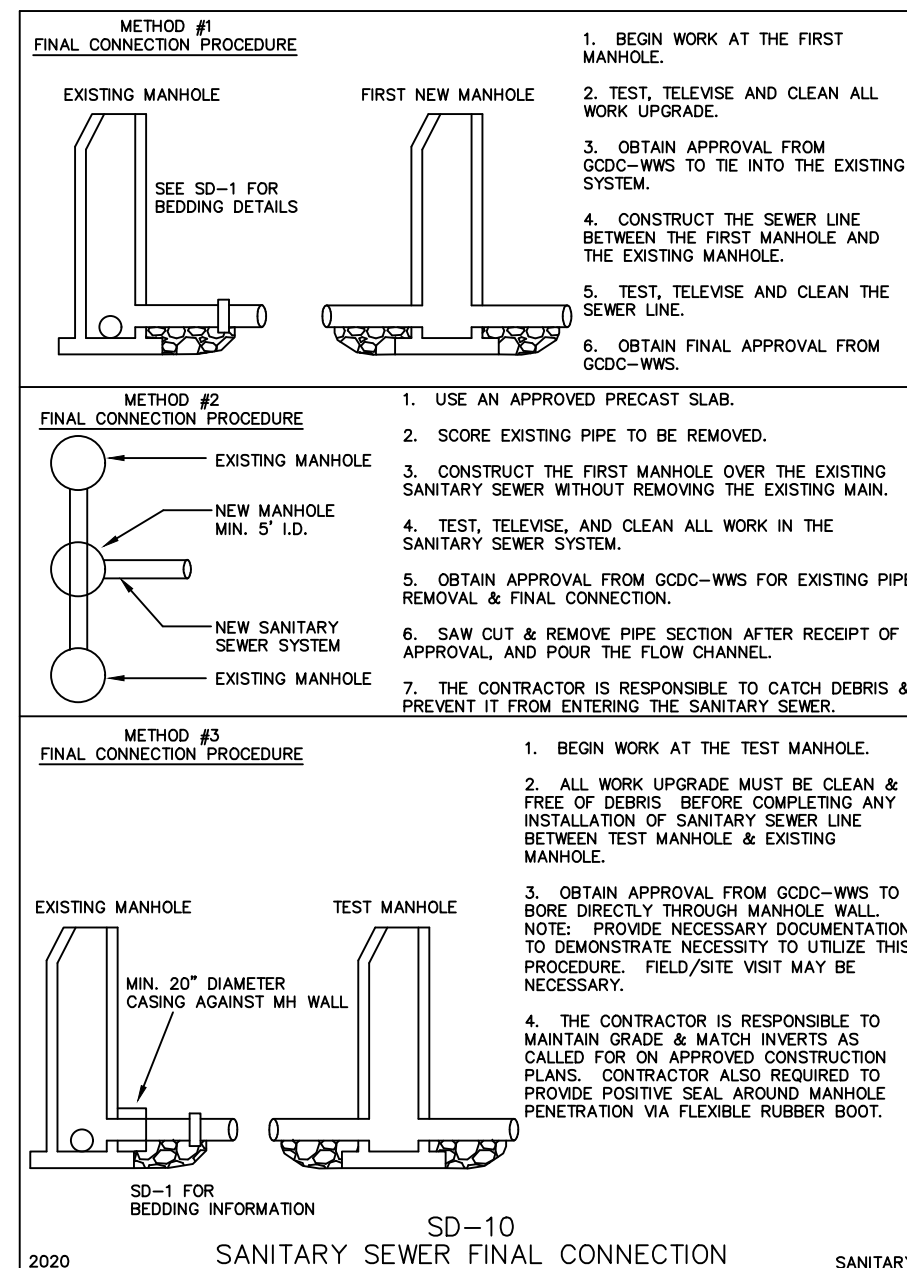 METHOD #1
FINAL CONNECTION PROCEDURE
EXISTING MANHOLE
FIRST NEW MANHOLE
SEE SD-1 FOR
BEDDING DETAILS
1. BEGIN WORK AT THE FIRST
MANHOLE.
2. TEST, TELEVISE AND CLEAN ALL
WORK UPGRADE.
3. OBTAIN APPROVAL FROM
GCDC-WWS TO TIE INTO THE EXISTING
SYSTEM.
4. CONSTRUCT THE SEWER LINE
BETWEEN THE FIRST MANHOLE AND
THE EXISTING MANHOLE.
5. TEST, TELEVISE AND CLEAN THE
SEWER LINE.
6. OBTAIN FINAL APPROVAL FROM
GCDC-WWS.
METHOD #2
FINAL CONNECTION PROCEDURE
EXISTING MANHOLE
NEW MANHOLE
MIN. 5' I.D.
NEW SANITARY
SEWER SYSTEM
EXISTING MANHOLE
1. USE AN APPROVED PRECAST SLAB.
2. SCORE EXISTING PIPE TO BE REMOVED.
3. CONSTRUCT THE FIRST MANHOLE OVER THE EXISTING
SANITARY SEWER WITHOUT REMOVING THE EXISTING MAIN.
4. TEST, TELEVISE, AND CLEAN ALL WORK IN THE
SANITARY SEWER SYSTEM.
5. OBTAIN APPROVAL FROM GCDC-WWS FOR EXISTING PIPE
REMOVAL & FINAL CONNECTION.
6. SAW CUT & REMOVE PIPE SECTION AFTER RECEIPT OF
APPROVAL, AND POUR THE FLOW CHANNEL.
7. THE CONTRACTOR IS RESPONSIBLE TO CATCH DEBRIS &
PREVENT IT FROM ENTERING THE SANITARY SEWER.
METHOD #3
FINAL CONNECTION PROCEDURE
EXISTING MANHOLE
TEST MANHOLE
MIN. 20" DIAMETER
CASING AGAINST MH WALL
SD-1 FOR
BEDDING INFORMATION
1. BEGIN WORK AT THE TEST MANHOLE.
2. ALL WORK UPGRADE MUST BE CLEAN &
FREE OF DEBRIS BEFORE COMPLETING ANY
INSTALLATION OF SANITARY SEWER LINE
BETWEEN TEST MANHOLE & EXISTING
MANHOLE.
3. OBTAIN APPROVAL FROM GCDC-WWS TO
BORE DIRECTLY THROUGH MANHOLE WALL.
NOTE: PROVIDE NECESSARY DOCUMENTATION
TO DEMONSTRATE NECESSITY TO UTILIZE THIS
PROCEDURE. FIELD/SITE VISIT MAY BE
NECESSARY.
4. THE CONTRACTOR IS RESPONSIBLE TO
MAINTAIN GRADE & MATCH INVERTS AS
CALLED FOR ON APPROVED CONSTRUCTION
PLANS. CONTRACTOR ALSO REQUIRED TO
PROVIDE POSITIVE SEAL AROUND MANHOLE
PENETRATION VIA FLEXIBLE RUBBER BOOT.
SD-10
2020 SANITARY SEWER FINAL CONNECTION SANITARY